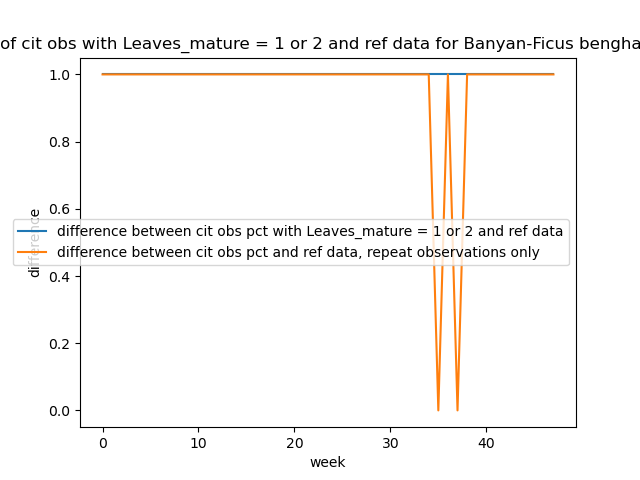 of cit obs with Leaves_mature = 1 or 2 and ref data for Banyan-Ficus bengha
1.0
0.8
0.6
0.4
0.2
0.0
difference
difference between cit obs pct with Leaves_mature = 1 or 2 and ref data
difference between cit obs pct and ref data, repeat observations only
0 10 20 30 40
week